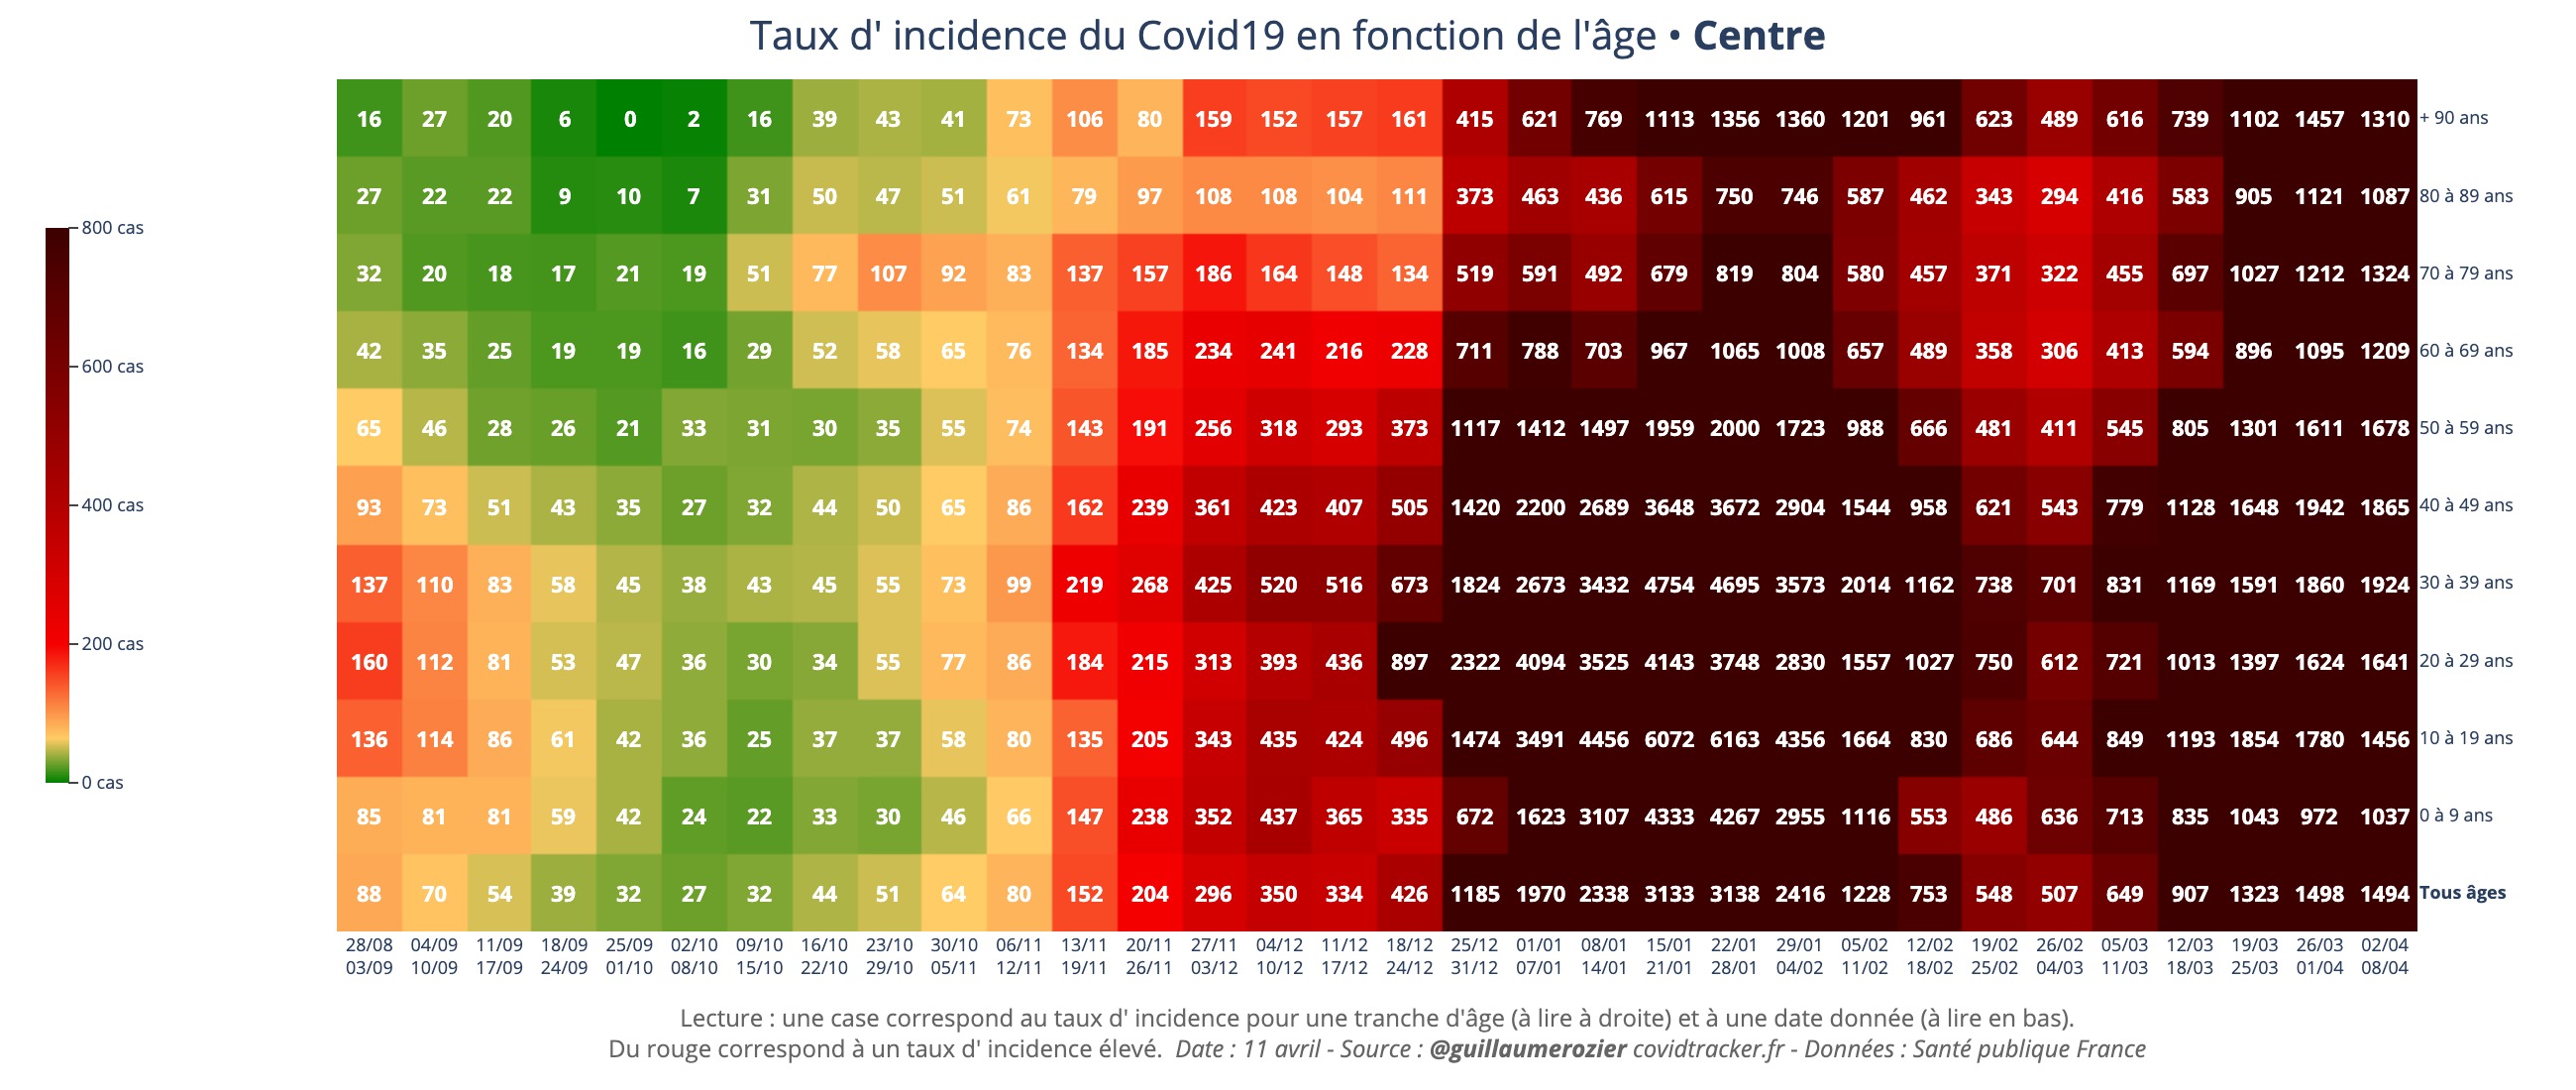 Taux d' incidence du Covid19 en fonction de l'âge • Centre
800 cas
600 cas
400 cas
200 cas
0 cas
16 27 20 6 0 2 16 39 43 41 73 106 80 159 152 157 161 415 621 769 1113 1356 1360 1201 961 623 489 616 739 1102 1457 1310 + 90 ans
27 22 22 9 10 7 31 50 47 51 61 79 97 108 108 104 111 373 463 436 615 750 746 587 462 343 294 416 583 905 1121 1087 80 à 89 ans
32 20 18 17 21 19 51 77 107 92 83 137 157 186 164 148 134 519 591 492 679 819 804 580 457 371 322 455 697 1027 1212 1324 70 à 79 ans
42 35 25 19 19 16 29 52 58 65 76 134 185 234 241 216 228 711 788 703 967 1065 1008 657 489 358 306 413 594 896 1095 1209 60 à 69 ans
65 46 28 26 21 33 31 30 35 55 74 143 191 256 318 293 373 1117 1412 1497 1959 2000 1723 988 666 481 411 545 805 1301 1611 1678 50 à 59 ans
93 73 51 43 35 27 32 44 50 65 86 162 239 361 423 407 505 1420 2200 2689 3648 3672 2904 1544 958 621 543 779 1128 1648 1942 1865 40 à 49 ans
137 110 83 58 45 38 43 45 55 73 99 219 268 425 520 516 673 1824 2673 3432 4754 4695 3573 2014 1162 738 701 831 1169 1591 1860 1924 30 à 39 ans
160 112 81 53 47 36 30 34 55 77 86 184 215 313 393 436 897 2322 4094 3525 4143 3748 2830 1557 1027 750 612 721 1013 1397 1624 1641 20 à 29 ans
136 114 86 61 42 36 25 37 37 58 80 135 205 343 435 424 496 1474 3491 4456 6072 6163 4356 1664 830 686 644 849 1193 1854 1780 1456 10 à 19 ans
85 81 81 59 42 24 22 33 30 46 66 147 238 352 437 365 335 672 1623 3107 4333 4267 2955 1116 553 486 636 713 835 1043 972 1037 0 à 9 ans
88 70 54 39 32 27 32 44 51 64 80 152 204 296 350 334 426 1185 1970 2338 3133 3138 2416 1228 753 548 507 649 907 1323 1498 1494 Tous âges
28/08 04/09 11/09 18/09 25/09 02/10 09/10 16/10 23/10 30/10 06/11 13/11 20/11 27/11 04/12 11/12 18/12 25/12 01/01 08/01 15/01 22/01 29/01 05/02 12/02 19/02 26/02 05/03 12/03 19/03 26/03 02/04
03/09 10/09 17/09 24/09 01/10 08/10 15/10 22/10 29/10 05/11 12/11 19/11 26/11 03/12 10/12 17/12 24/12 31/12 07/01 14/01 21/01 28/01 04/02 11/02 18/02 25/02 04/03 11/03 18/03 25/03 01/04 08/04
Lecture : une case correspond au taux d' incidence pour une tranche d'âge (à lire à droite) et à une date donnée (à lire en bas).
Du rouge correspond à un taux d' incidence élevé. Date : 11 avril - Source : @guillaumerozier covidtracker.fr - Données : Santé publique France